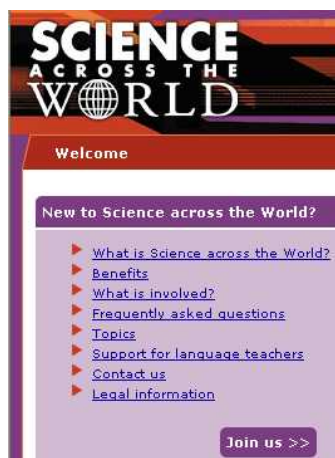 SCIENCE
ACROSS THE
WORLD
Welcome
New to Science across the World?
What is Science across the World?
Benefits
What is involved?
Frequently asked questions
Topics
Support for language teachers
Contact us
Legal information
Join us >>